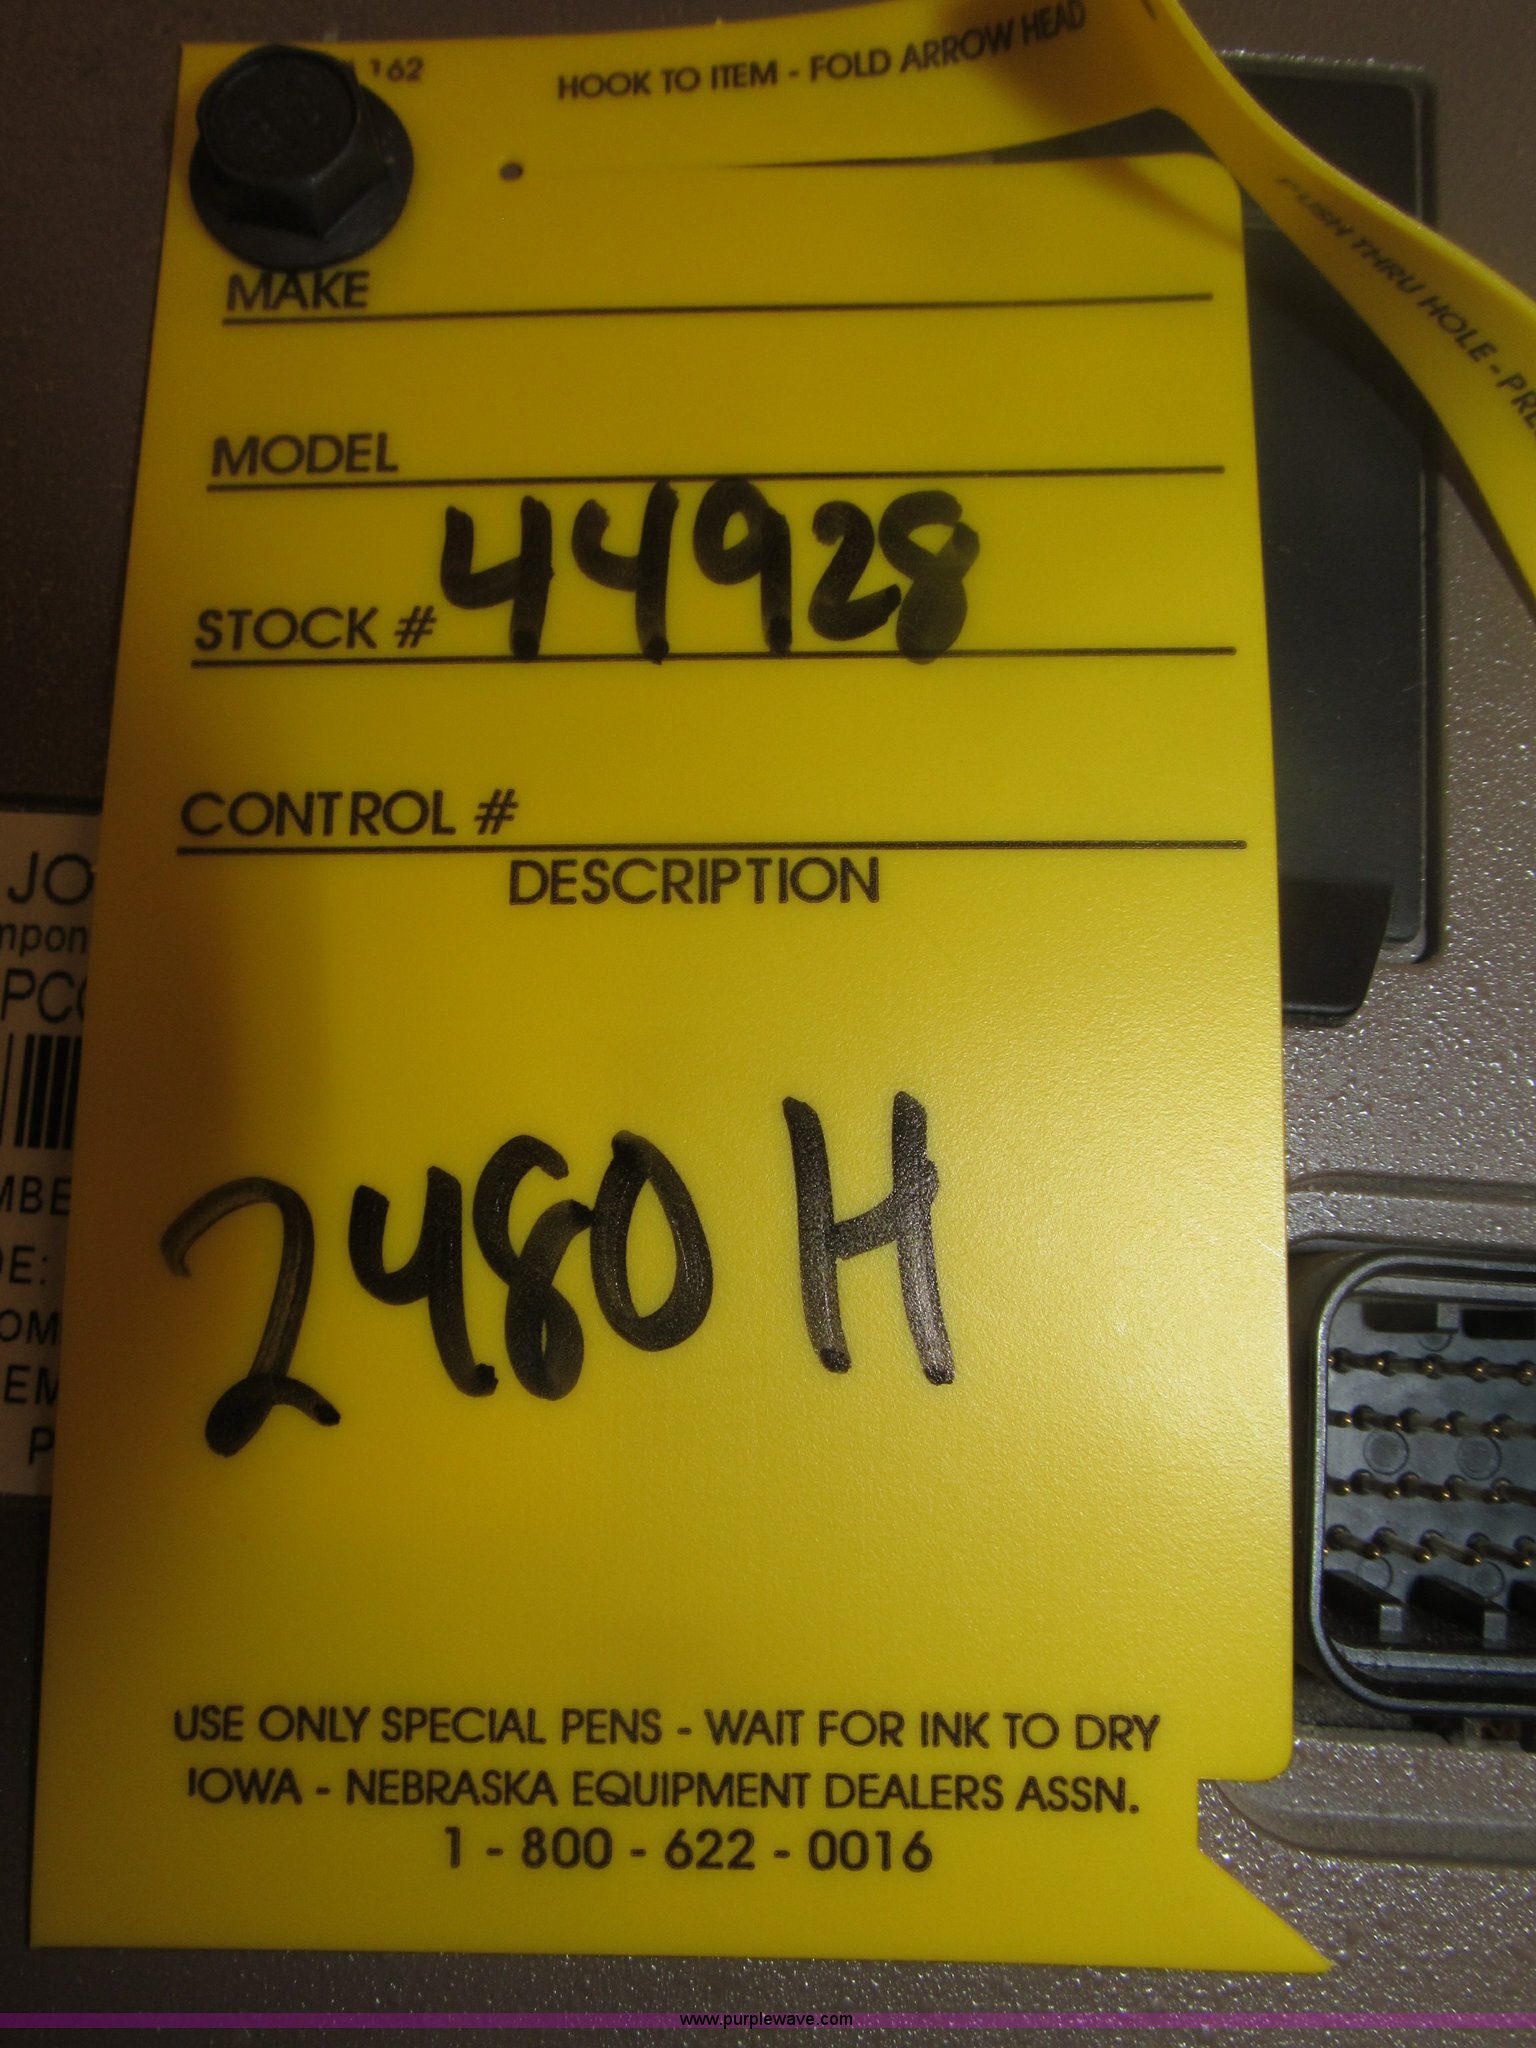 162
HOOK TO ITEM - FOLD ARROW HEAD
PUSH THRU HOLE -
MAKE
MODEL
STOCK # 44928
CONTROL #
DESCRIPTION
2480 H
USE ONLY SPECIAL PENS - WAIT FOR INK TO DRY
IOWA - NEBRASKA EQUIPMENT DEALERS ASSN.
1 - 800 - 622 - 0016
www.purplewave.com